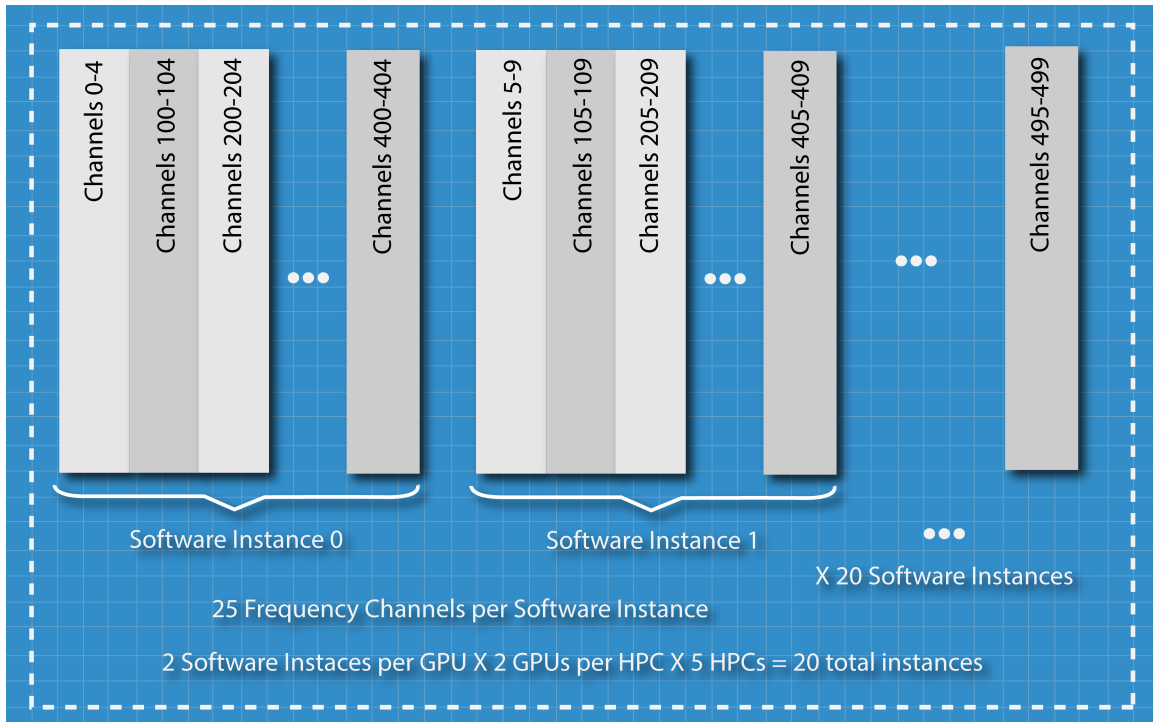 Channels 0-4
Channels 100-104
Channels 200-204
Channels 400-404
Channels 5-9
Channels 105-109
Channels 205-209
Channels 405-409
Channels 495-499
Software Instance 0
Software Instance 1
X 20 Software Instances
25 Frequency Channels per Software Instance
2 Software Instaces per GPU X 2 GPUs per HPC X 5 HPCs = 20 total instances